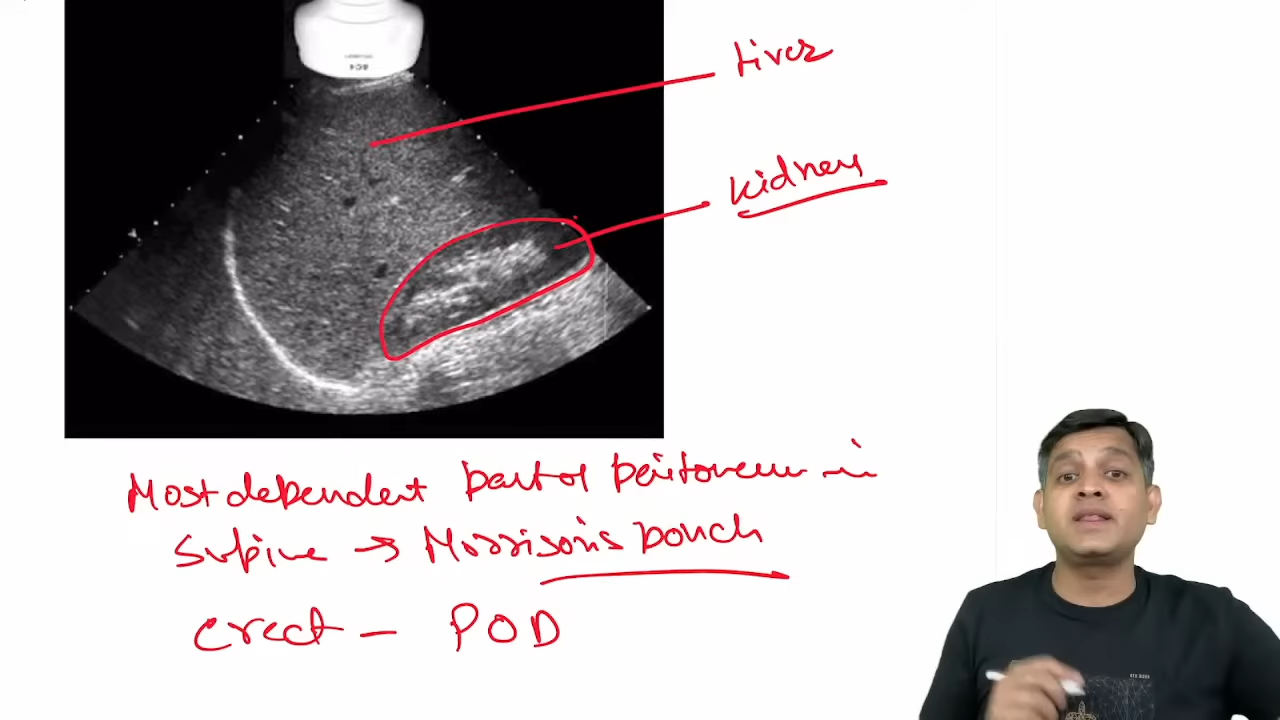 Liver
Kidney
Most dependent part of peritoneum in
Supine → Morrison's pouch
erect – POD